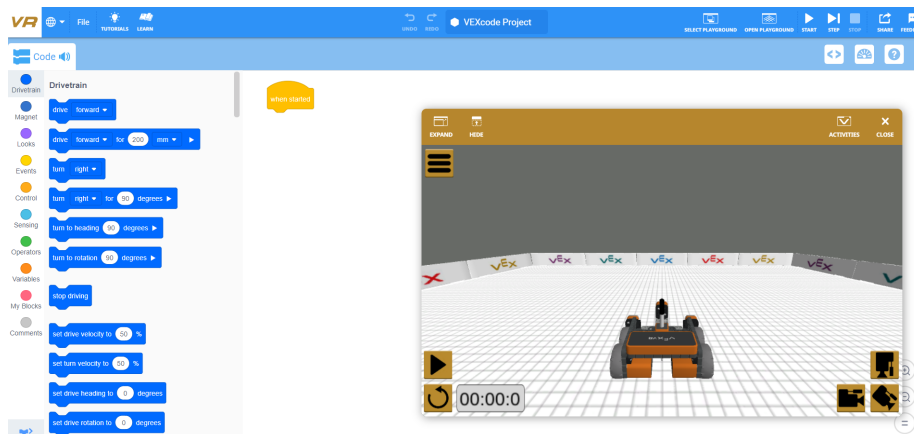 VR
File
TUTORIALS
LEARN
UNDO
REDO
VEXcode Project
SELECT PLAYGROUND
OPEN PLAYGROUND
START
STEP
STOP
SHARE
FEED
Code
Drivetrain
Magnet
Looks
Events
Control
Sensing
Operators
Variables
My Blocks
Comments
Drivetrain
drive forward
drive forward for 200 mm
turn right
turn right for 90 degrees
turn to heading 90 degrees
turn to rotation 90 degrees
stop driving
set drive velocity to 50 %
set turn velocity to 50 %
set drive heading to 0 degrees
set drive rotation to 0 degrees
when started
EXPAND
HIDE
ACTIVITIES
CLOSE
VEX VEX VEX VEX VEX VEX VEX
00:00:0